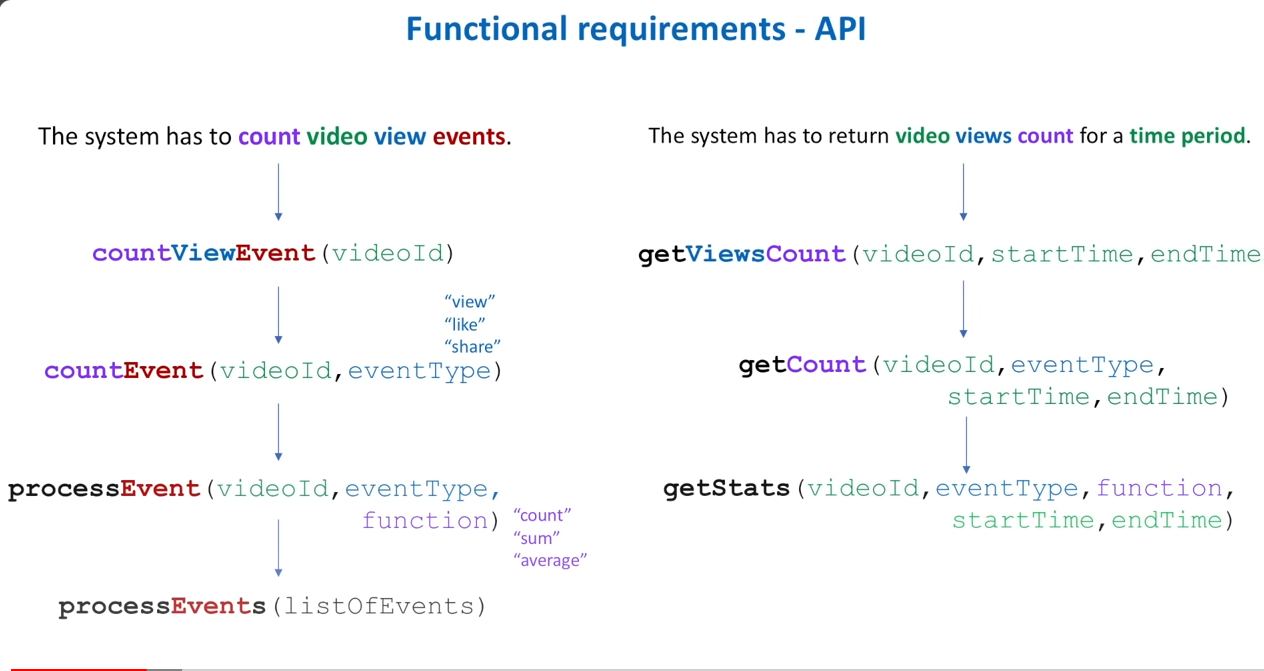 Functional requirements - API
The system has to count video view events.
countViewEvent(videoId)
“view”
“like”
“share”
countEvent(videoId,eventType)
processEvent(videoId,eventType,
function)
“count”
“sum”
“average”
processEvents(listOfEvents)
The system has to return video views count for a time period.
getViewsCount(videoId,startTime,endTime
getCount(videoId,eventType,
startTime,endTime)
getStats(videoId,eventType,function,
startTime,endTime)